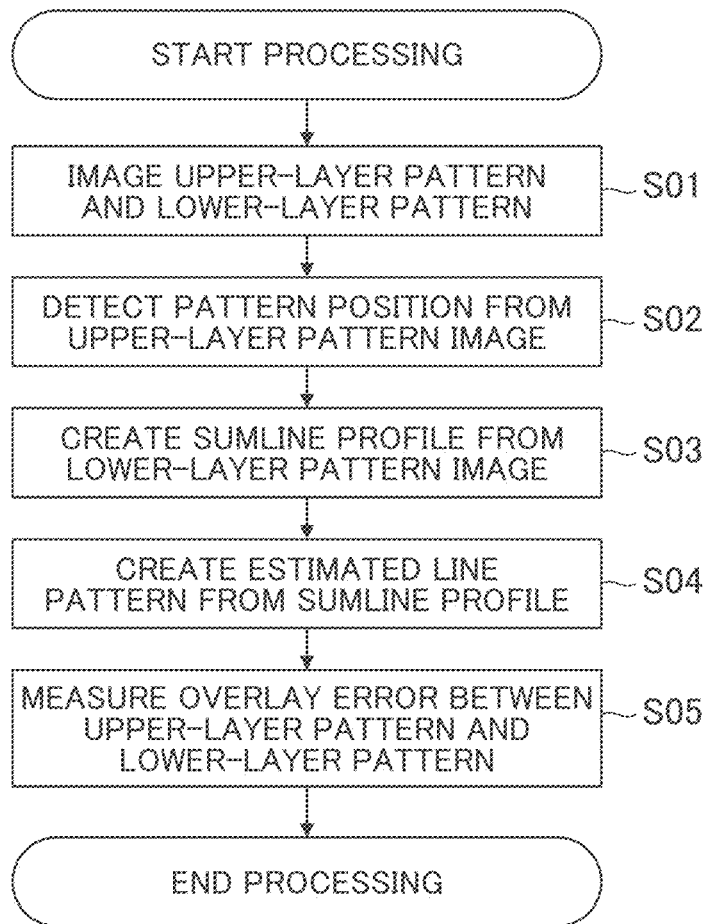 START PROCESSING
IMAGE UPPER-LAYER PATTERN
AND LOWER-LAYER PATTERN
S01
DETECT PATTERN POSITION FROM
UPPER-LAYER PATTERN IMAGE
S02
CREATE SUMLINE PROFILE FROM
LOWER-LAYER PATTERN IMAGE
S03
CREATE ESTIMATED LINE
PATTERN FROM SUMLINE PROFILE
S04
MEASURE OVERLAY ERROR BETWEEN
UPPER-LAYER PATTERN AND
LOWER-LAYER PATTERN
S05
END PROCESSING